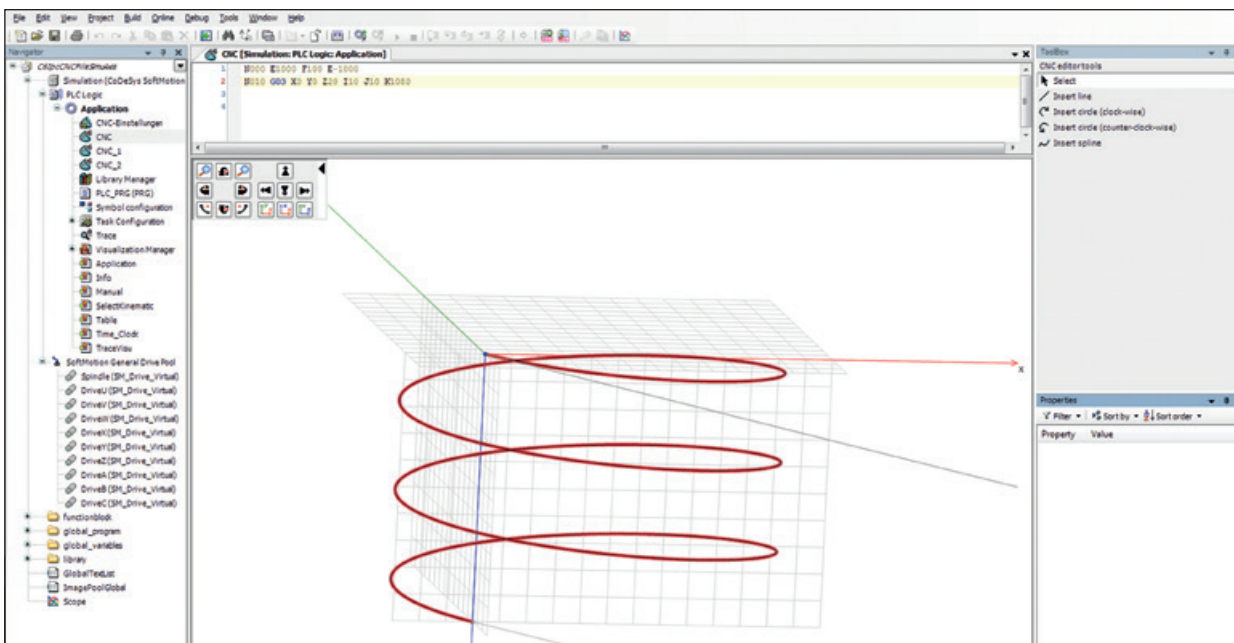 File Edit View Project Build Online Debug Tools Window Help
Navigator
Simulation (CoDeSys SoftMotion
PLC Logic
Application
CNC-Einstellungen
CNC
CNC_1
CNC_2
Library Manager
PLC_PRG (PRG)
Symbol configuration
Task Configuration
Trace
Visualization Manager
Application
Info
Manual
SelectKinematic
Table
Time_Clock
TraceVisu
SoftMotion General Drive Pool
Spindle (SM_Drive_Virtual)
DriveU (SM_Drive_Virtual)
DriveV (SM_Drive_Virtual)
DriveW (SM_Drive_Virtual)
DriveX (SM_Drive_Virtual)
DriveY (SM_Drive_Virtual)
DriveZ (SM_Drive_Virtual)
DriveA (SM_Drive_Virtual)
DriveB (SM_Drive_Virtual)
DriveC (SM_Drive_Virtual)
functionblock
global_program
global_variables
library
GlobalTextList
ImagePoolGlobal
Scope
CNC [Simulation: PLC Logic: Application]
1 N000 E1000 F100 E-1000
2 N010 G03 X0 Y0 Z20 I10 J10 K1080
3
4
X
ToolBox
CNC editor tools
Select
Insert line
Insert circle (clock-wise)
Insert circle (counter-clock-wise)
Insert spline
Properties
Filter Sort by Sort order
Property Value